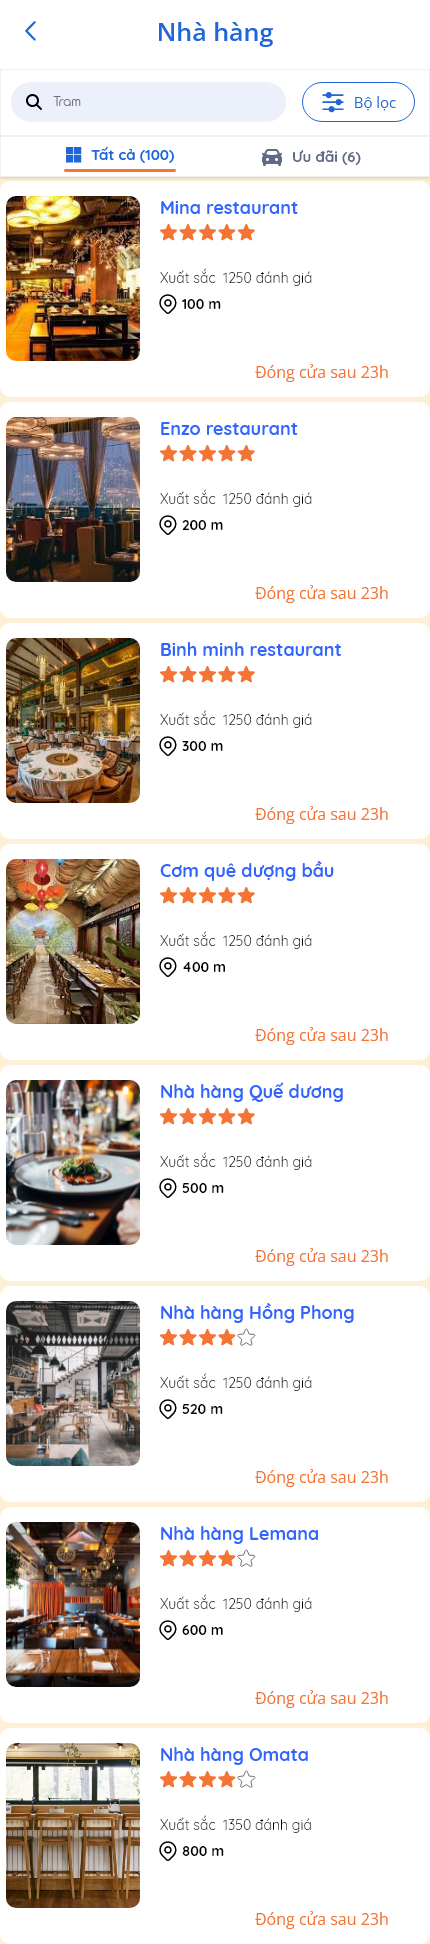 Nhà hàng
Tram
Bộ lọc
Tất cả (100)
Ưu đãi (6)
Mina restaurant
Xuất sắc 1250 đánh giá
100 m
Đóng cửa sau 23h
Enzo restaurant
Xuất sắc 1250 đánh giá
200 m
Đóng cửa sau 23h
Binh minh restaurant
Xuất sắc 1250 đánh giá
300 m
Đóng cửa sau 23h
Cơm quê dượng bầu
Xuất sắc 1250 đánh giá
400 m
Đóng cửa sau 23h
Nhà hàng Quế dương
Xuất sắc 1250 đánh giá
500 m
Đóng cửa sau 23h
Nhà hàng Hồng Phong
Xuất sắc 1250 đánh giá
520 m
Đóng cửa sau 23h
Nhà hàng Lemana
Xuất sắc 1250 đánh giá
600 m
Đóng cửa sau 23h
Nhà hàng Omata
Xuất sắc 1350 đánh giá
800 m
Đóng cửa sau 23h